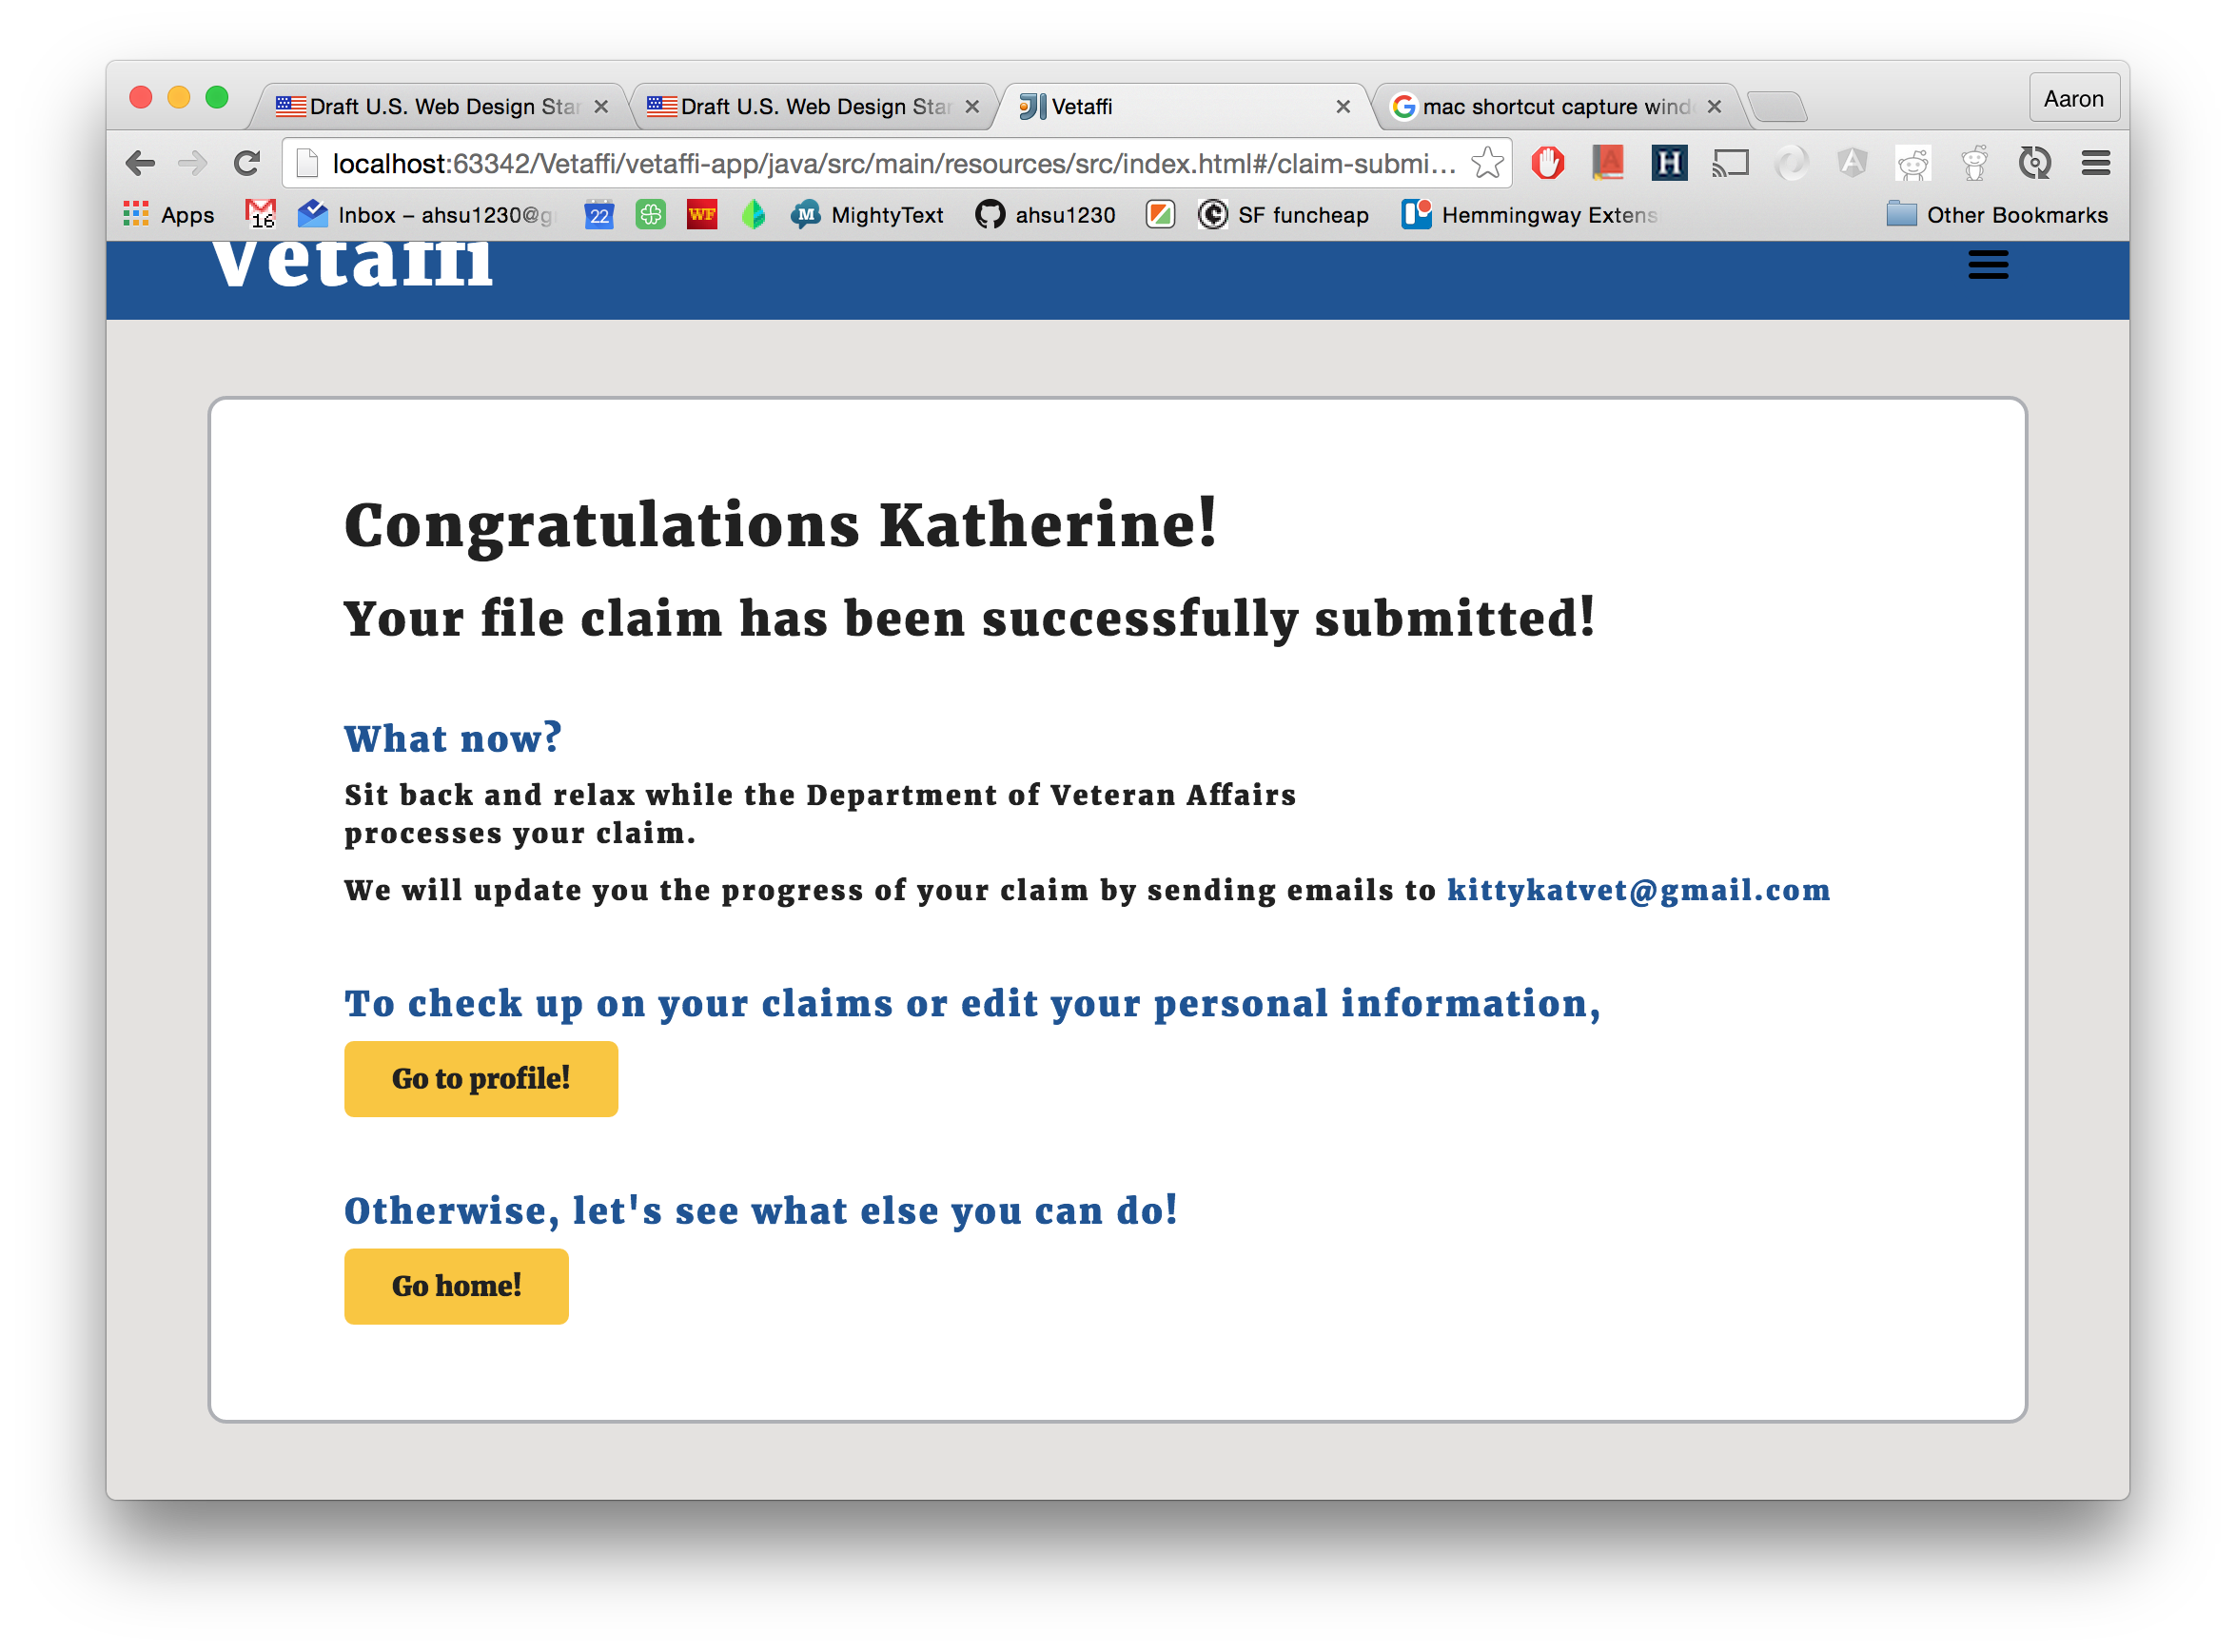 Draft U.S. Web Design Star
Draft U.S. Web Design Star
Vetaffi
mac shortcut capture wind
Aaron
localhost:63342/Vetaffi/vetaffi-app/java/src/main/resources/src/index.html#/claim-submi...
Apps
16
Inbox – ahsu1230@g
22
WF
M
MightyText
ahsu1230
SF funcheap
Hemmingway Extens
Other Bookmarks
Vetaffi
Congratulations Katherine!
Your file claim has been successfully submitted!
What now?
Sit back and relax while the Department of Veteran Affairs
processes your claim.
We will update you the progress of your claim by sending emails to kittykatvet@gmail.com
To check up on your claims or edit your personal information,
Go to profile!
Otherwise, let's see what else you can do!
Go home!